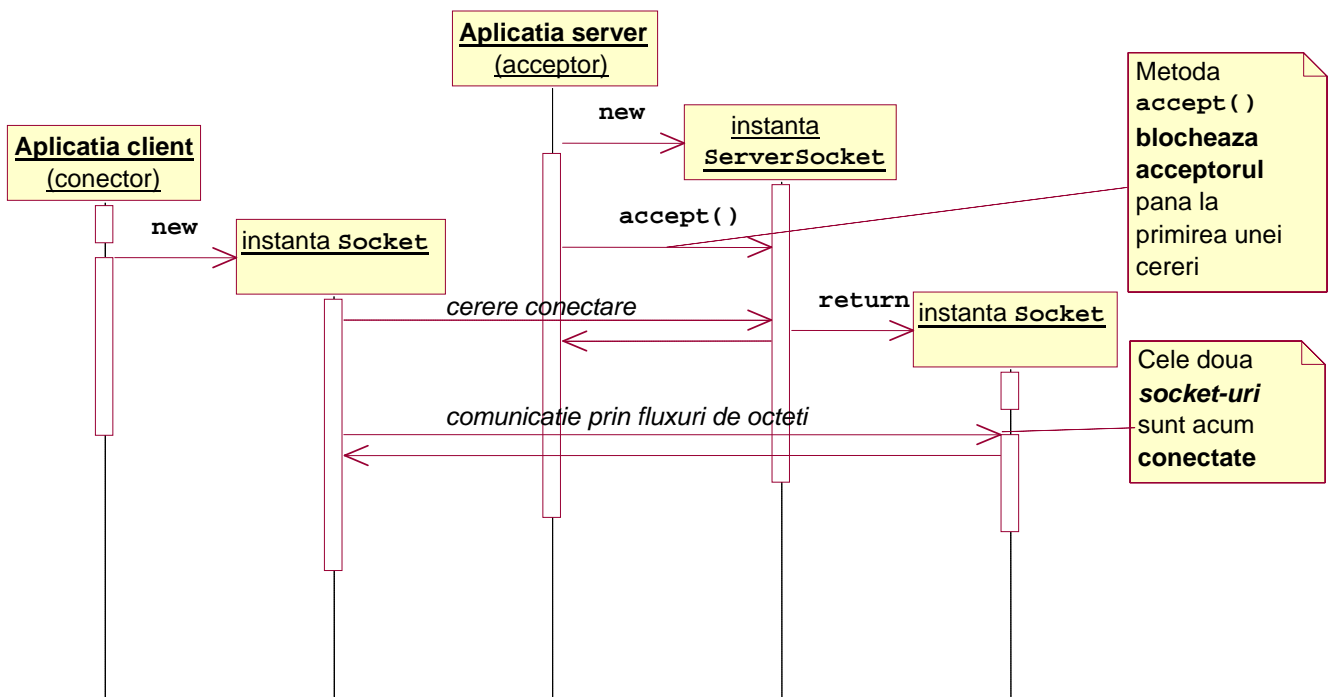 Aplicatia server
(acceptor)
Metoda
accept()
blocheaza
acceptorul
pana la
primirea unei
cereri
new
instanta
ServerSocket
Aplicatia client
(conector)
accept()
new
instanta Socket
cerere conectare
return
instanta Socket
Cele doua
socket-uri
sunt acum
conectate
comunicatie prin fluxuri de octeti